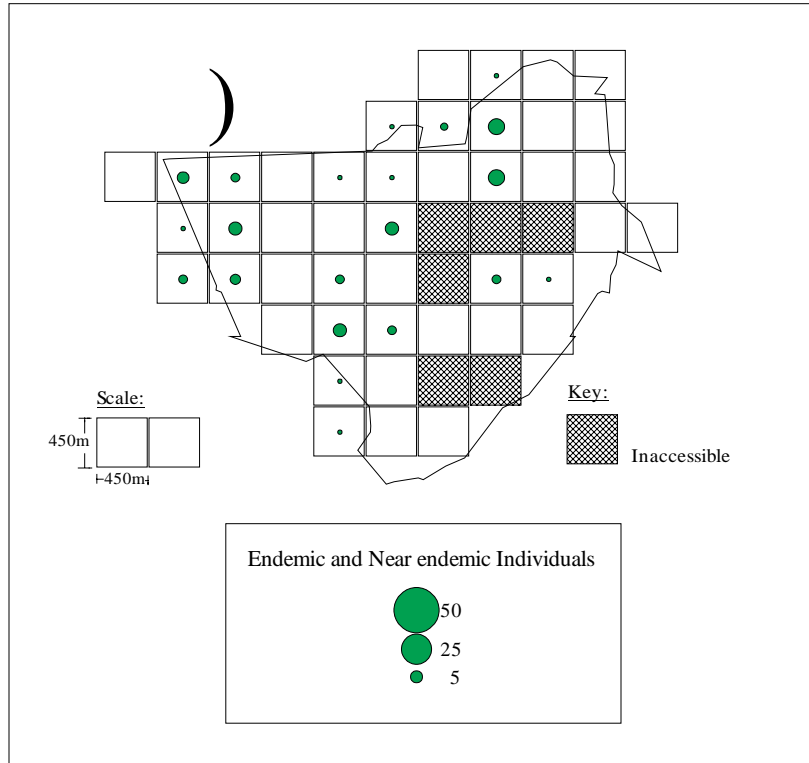 Scale:
450m
450m
Key:
Inaccessible
Endemic and Near endemic Individuals
50
25
5